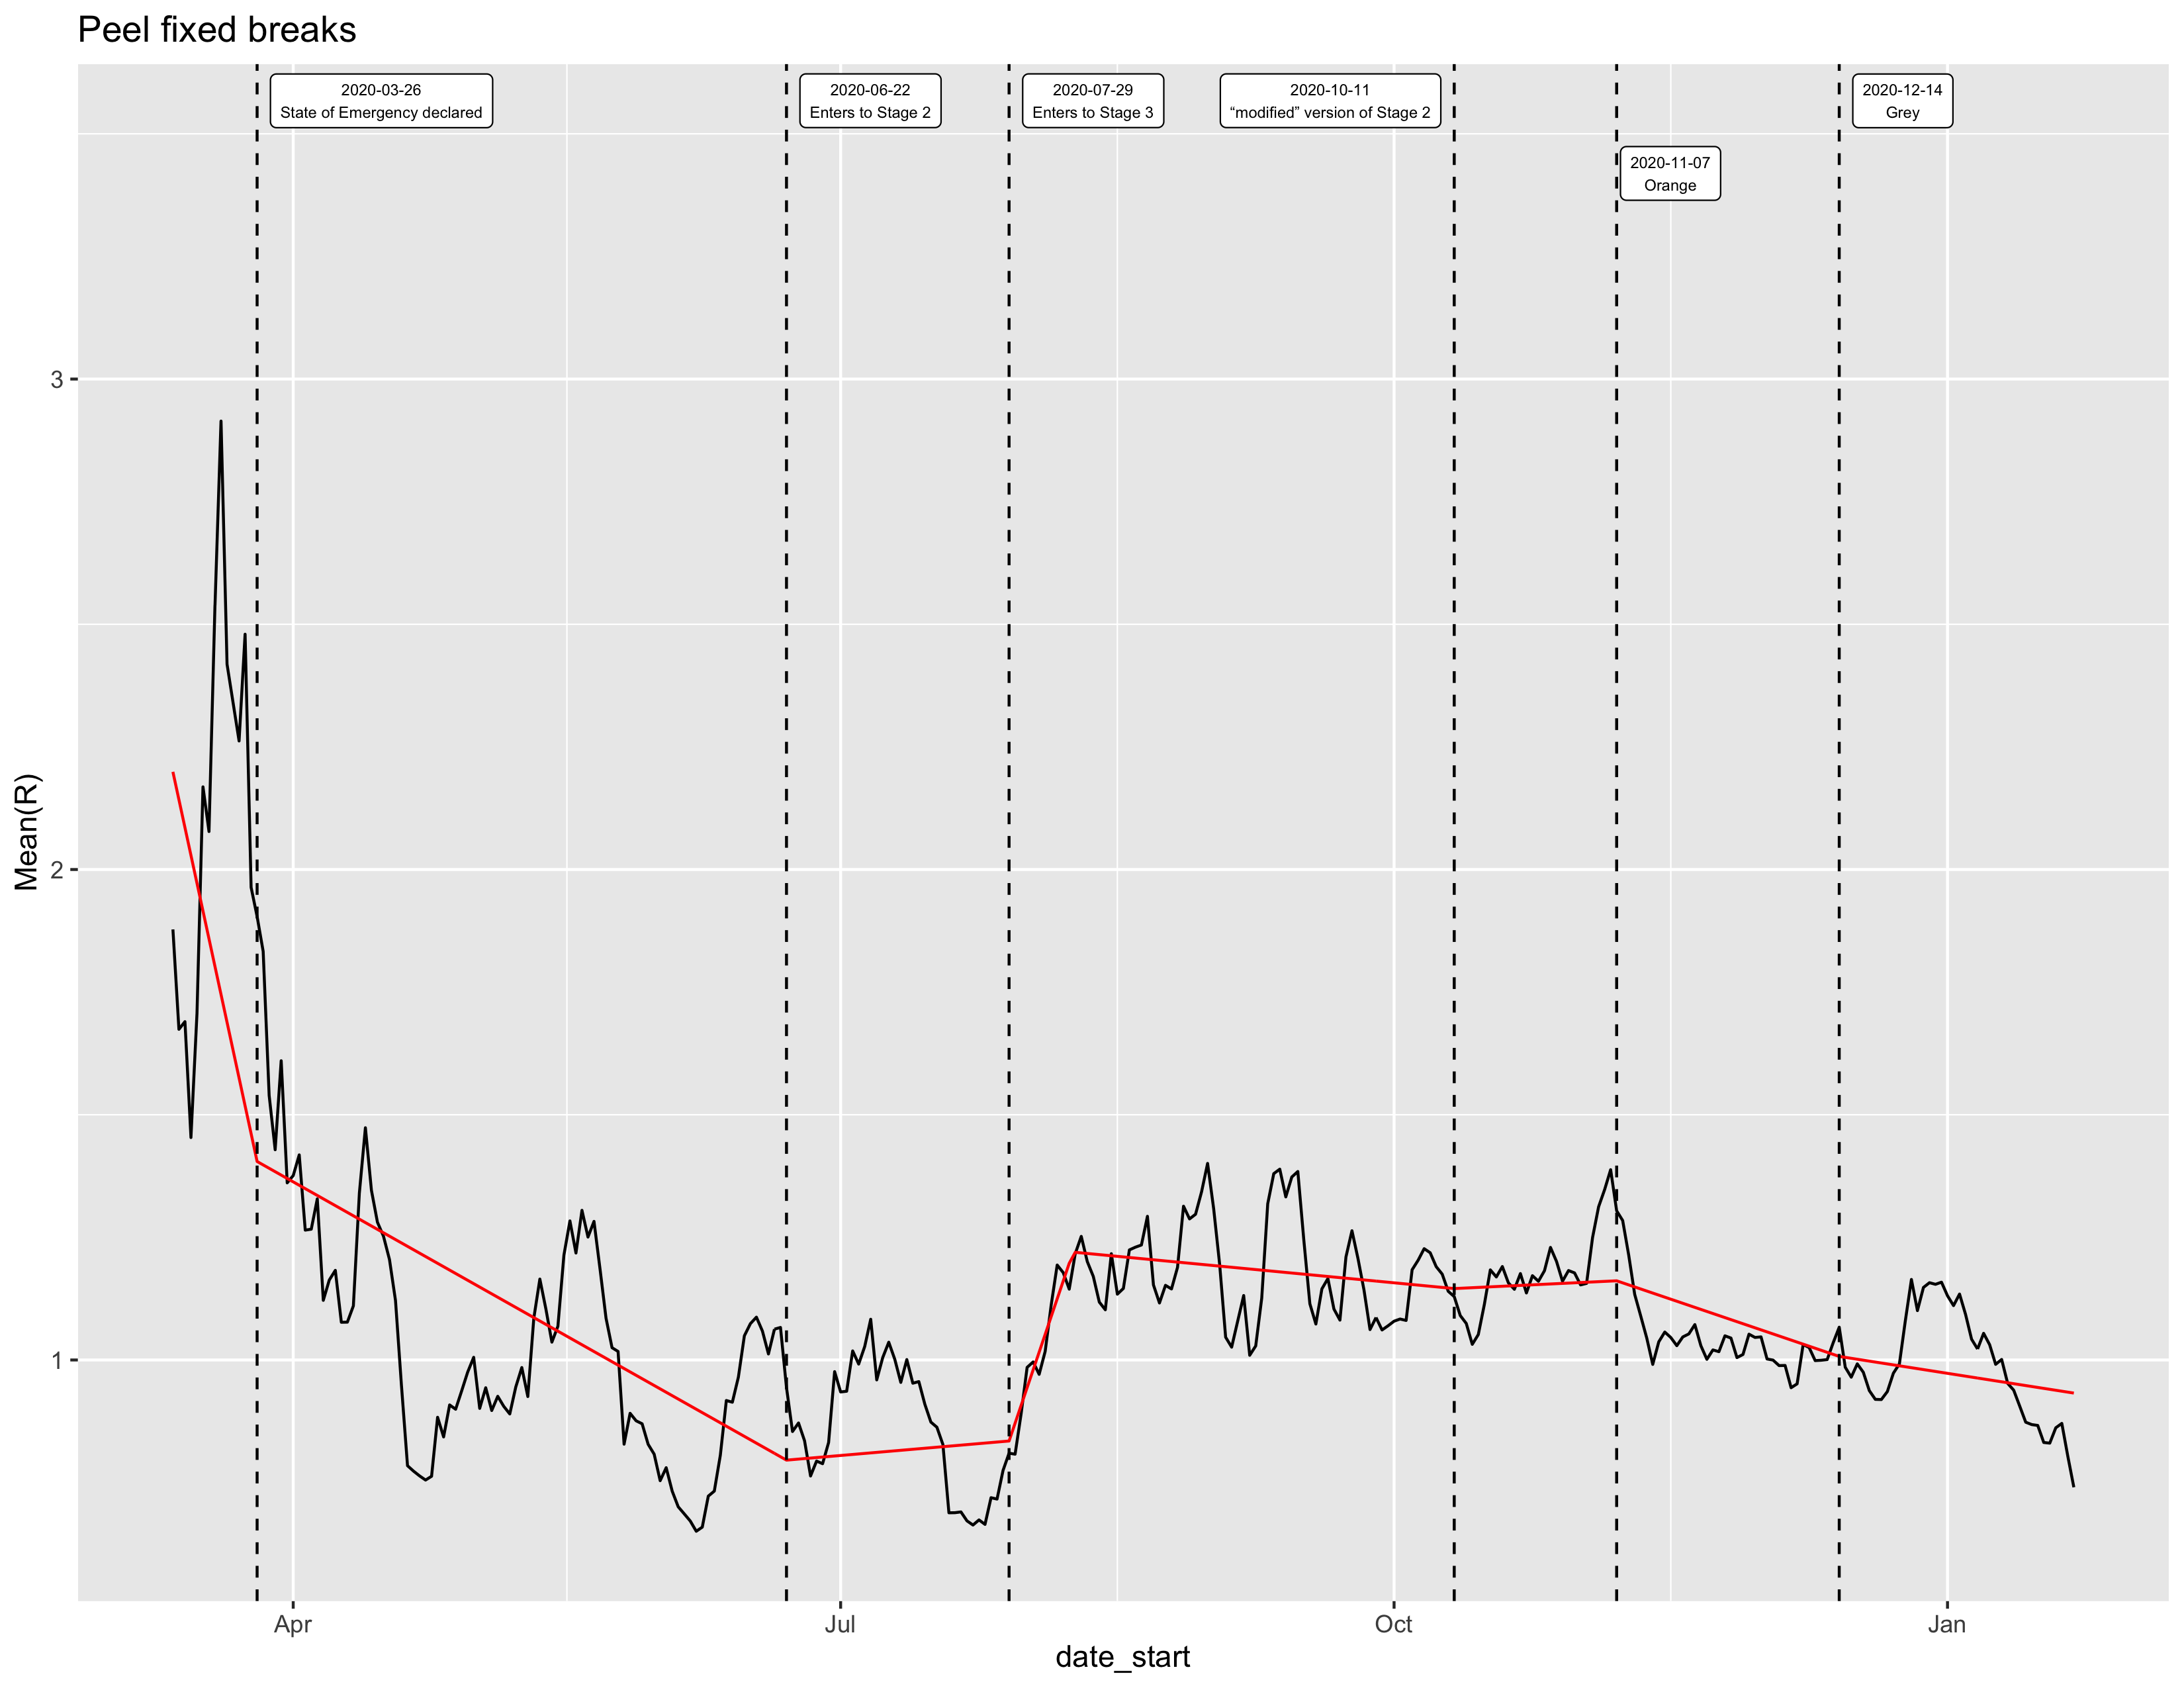 Peel fixed breaks
2020-03-26
State of Emergency declared
2020-06-22
Enters to Stage 2
2020-07-29
Enters to Stage 3
2020-10-11
“modified” version of Stage 2
2020-11-07
Orange
2020-12-14
Grey
Mean(R)
3
2
1
Apr
Jul
Oct
Jan
date_start